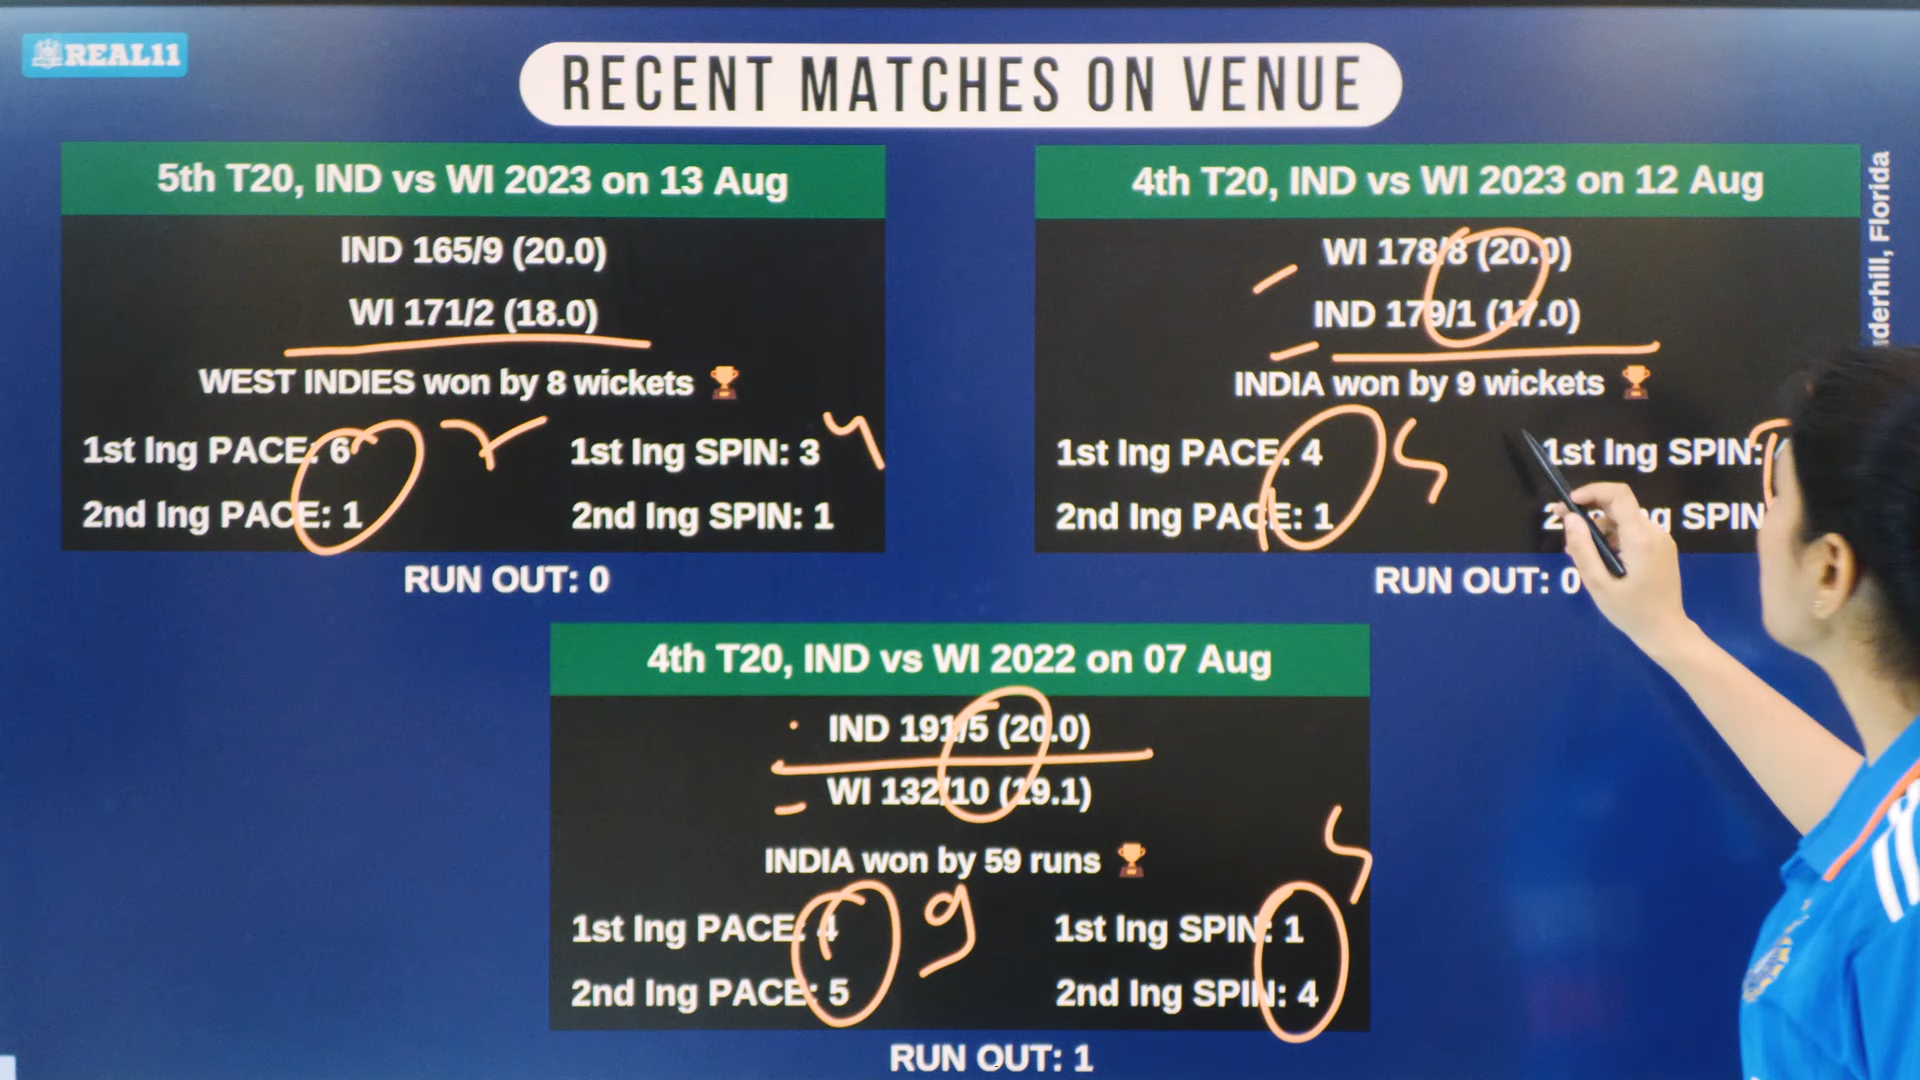 REAL11
RECENT MATCHES ON VENUE
5th T20, IND vs WI 2023 on 13 Aug
IND 165/9 (20.0)
WI 171/2 (18.0)
WEST INDIES won by 8 wickets
1st Ing PACE: 6
1st Ing SPIN: 3
2nd Ing PACE: 1
2nd Ing SPIN: 1
RUN OUT: 0
4th T20, IND vs WI 2023 on 12 Aug
WI 178/8 (20.0)
IND 179/1 (17.0)
INDIA won by 9 wickets
1st Ing PACE: 4
1st Ing SPIN:
2nd Ing PACE: 1
SPIN
RUN OUT: 0
Florida
4th T20, IND vs WI 2022 on 07 Aug
IND 191/5 (20.0)
WI 132/10 (19.1)
INDIA won by 59 runs
1st Ing PACE: 4
9
1st Ing SPIN: 1
2nd Ing PACE: 5
2nd Ing SPIN: 4
RUN OUT: 1